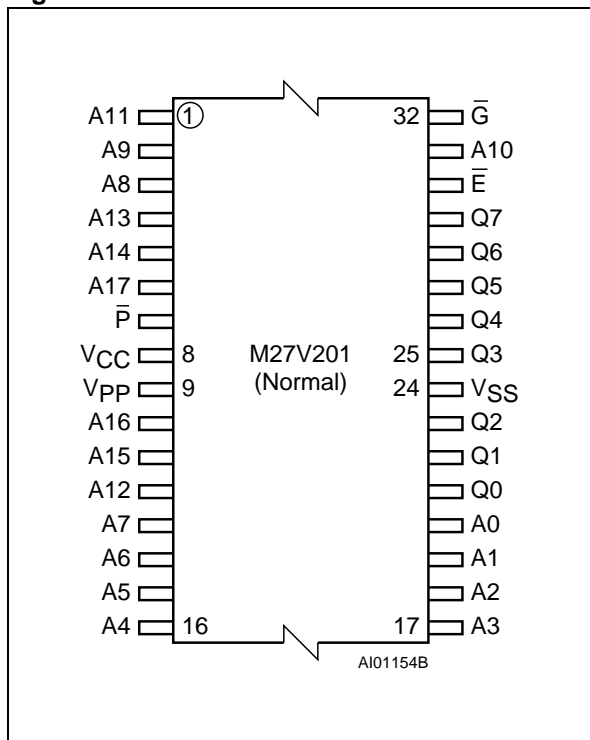 A11 1 32 G̅
A9 A10
A8 E̅
A13 Q7
A14 Q6
A17 Q5
P̅ Q4
VCC 8 M27V201 25 Q3
VPP 9 (Normal) 24 VSS
A16 Q2
A15 Q1
A12 Q0
A7 A0
A6 A1
A5 A2
A4 16 17 A3
AI01154B